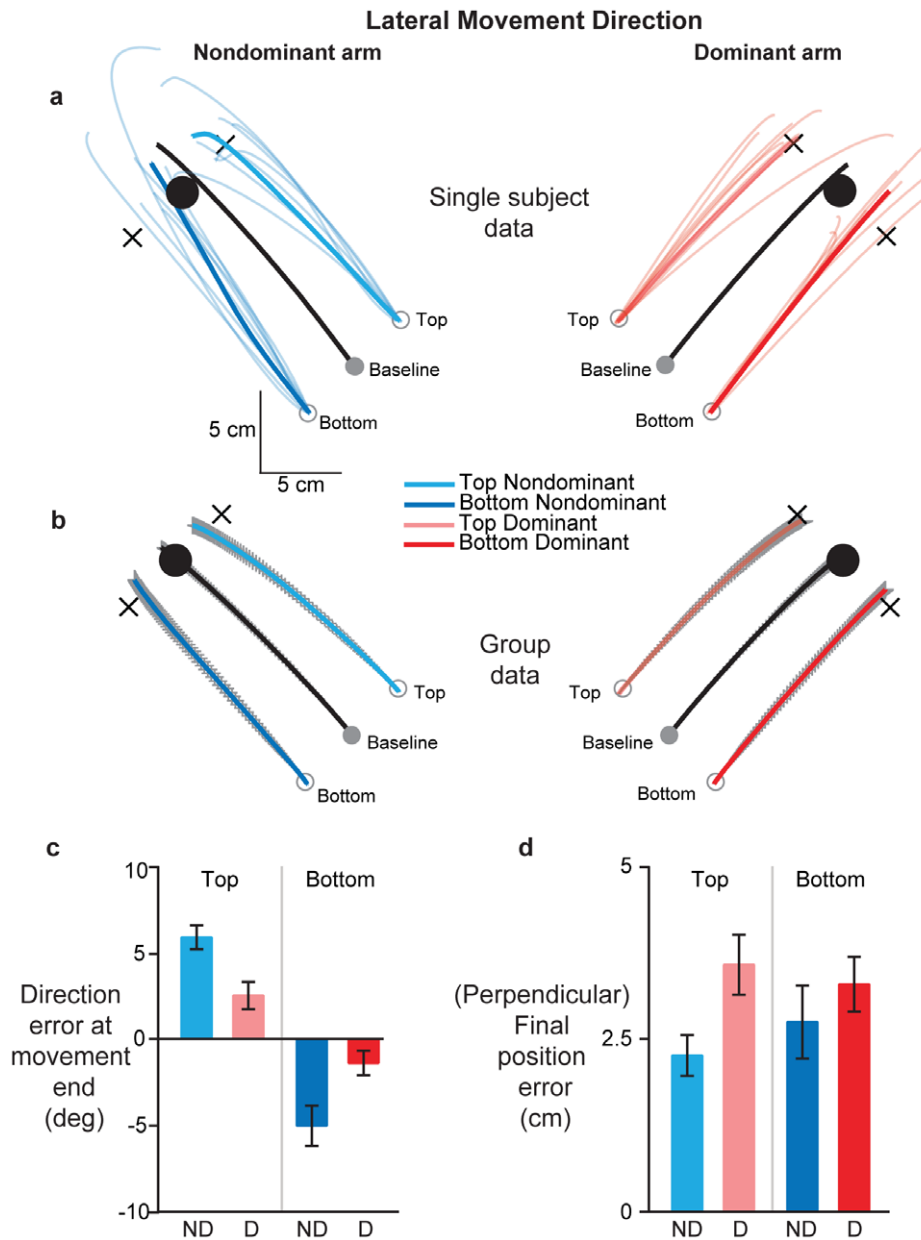 Lateral Movement Direction
Nondominant arm
Dominant arm
a
Single subject
data
Top
Baseline
Bottom
5 cm
5 cm
Top
Baseline
Bottom
Top Nondominant
Bottom Nondominant
Top Dominant
Bottom Dominant
b
Group
data
Top
Baseline
Bottom
Top
Baseline
Bottom
c
Direction
error at
movement
end
(deg)
10
5
0
-5
-10
Top
Bottom
ND
D
ND
D
d
(Perpendicular)
Final
position
error
(cm)
5
2.5
0
Top
Bottom
ND
D
ND
D